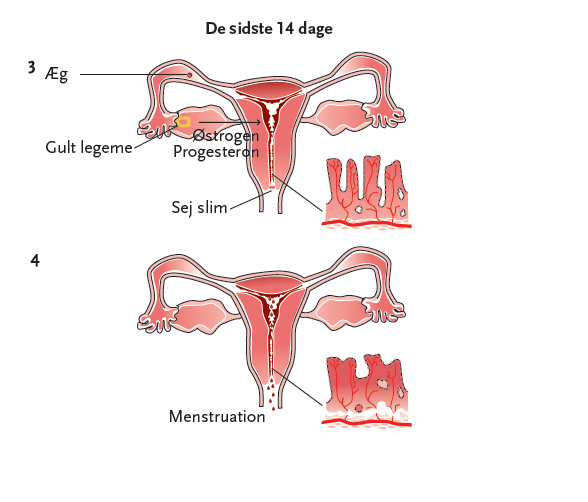 De sidste 14 dage
3 Æg
Gult legeme
Østrogen
Progesteron
Sej slim
4
Menstruation